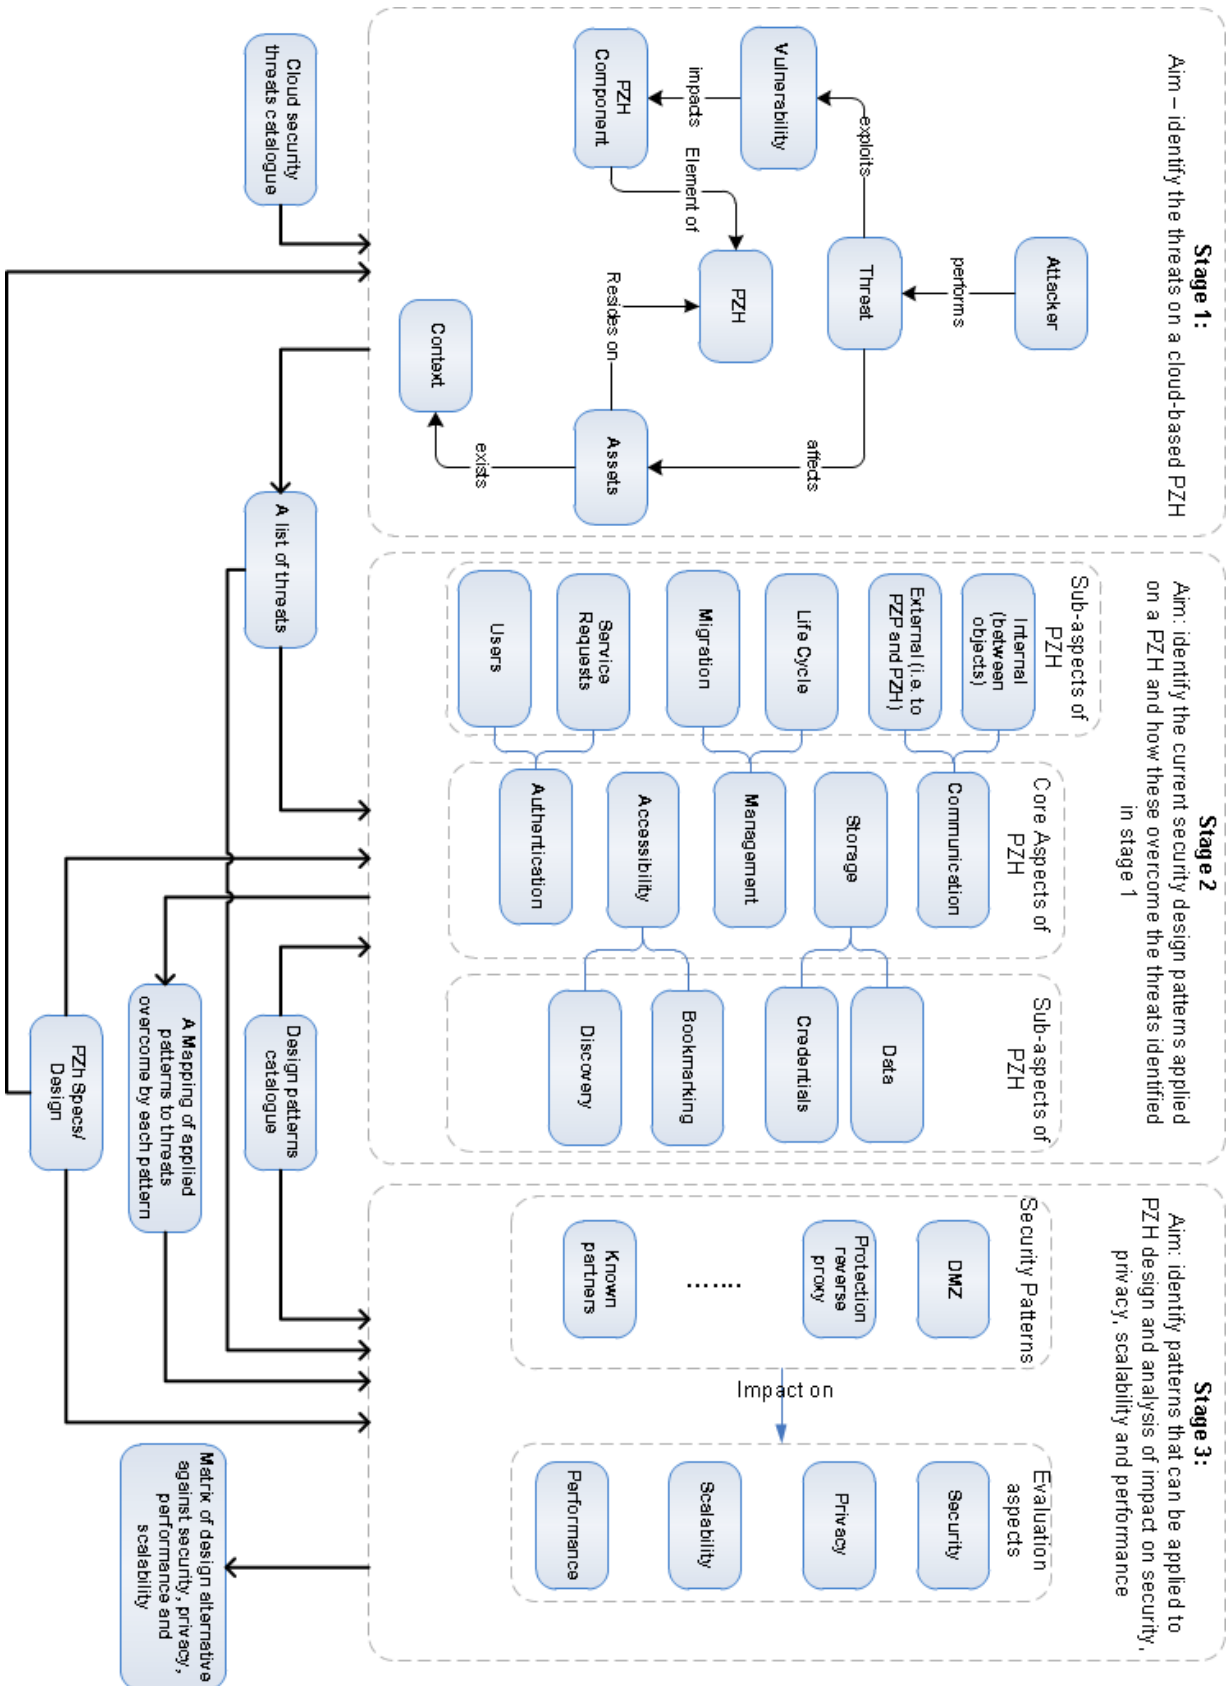 Stage 1:
Aim – identify the threats on a cloud-based PZH
Attacker
performs
Threat
exploits
affects
Vulnerability
impacts
PZH
Component
Element of
PZH
Resides on
Assets
exists
Context
Stage 2
Aim: identify the current security design patterns applied
on a PZH and how these overcome the threats identified
in stage 1
Sub-aspects of
PZH
Internal
(between
objects)
External (i.e. to
PZP and PZH)
Life Cycle
Migration
Service
Requests
Users
Core Aspects of
PZH
Communication
Storage
Management
Accessibility
Authentication
Sub-aspects of
PZH
Data
Credentials
Bookmarking
Discovery
Stage 3:
Aim: identify patterns that can be applied to
PZH design and analysis of impact on security,
privacy, scalability and performance
Security Patterns
DMZ
Protection
reverse
proxy
.......
Known
partners
Impact on
Evaluation
aspects
Security
Privacy
Scalability
Performance
Cloud security
threats catalogue
A list of threats
Design patterns
catalogue
A Mapping of applied
patterns to threats
overcome by each pattern
PZh Specs/
Design
Matrix of design alternative
against security, privacy,
performance and
scalability